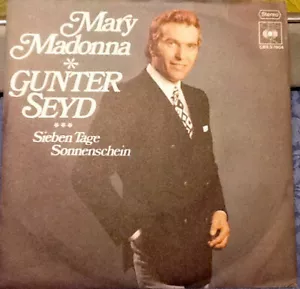 Mary
Madonna
*
GUNTER
SEYD
***
Sieben Tage
Sonnenschein
Stereo
CBS